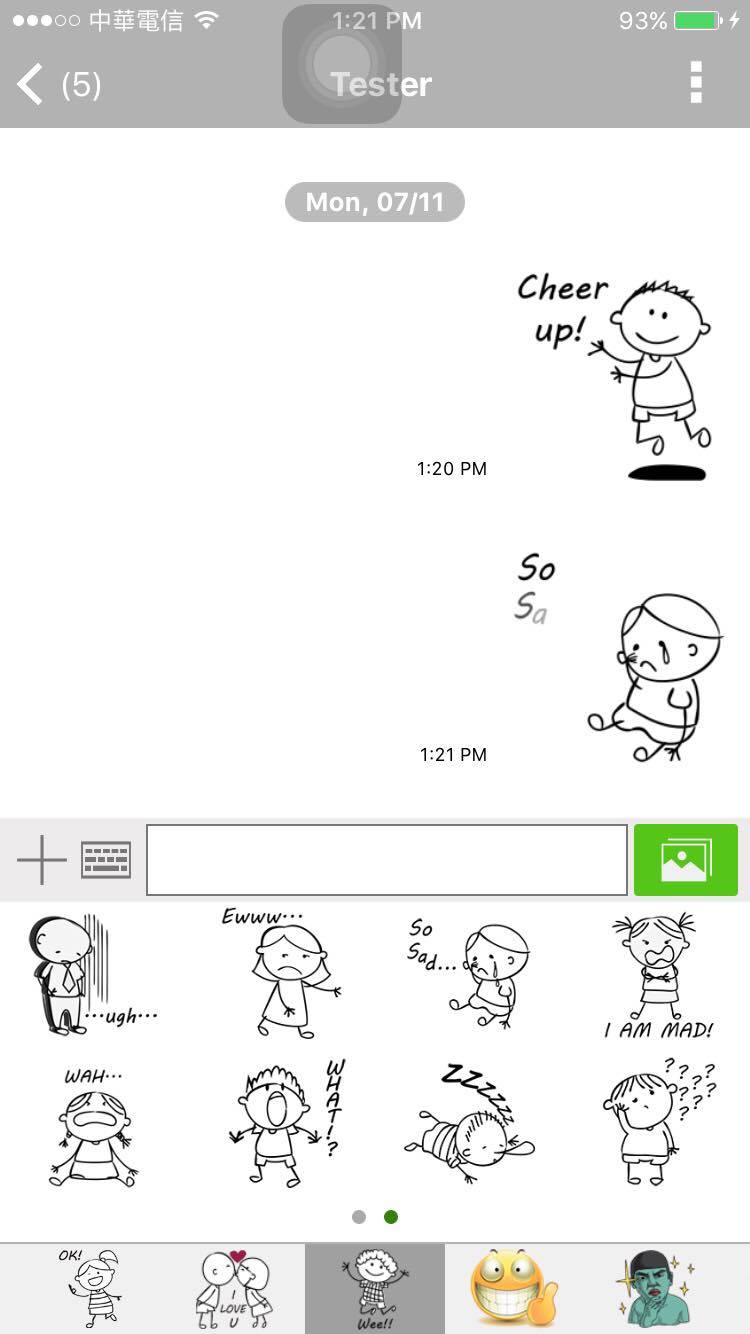 中華電信 1:21 PM 93%
(5) Tester
Mon, 07/11
Cheer
up!
1:20 PM
So
Sa
1:21 PM
...ugh...
Ewww...
So
Sad...
I AM MAD!
WAH...
WHAT!?
ZZZZZZ
???????
OK!
I
LOVE
U
Wee!!